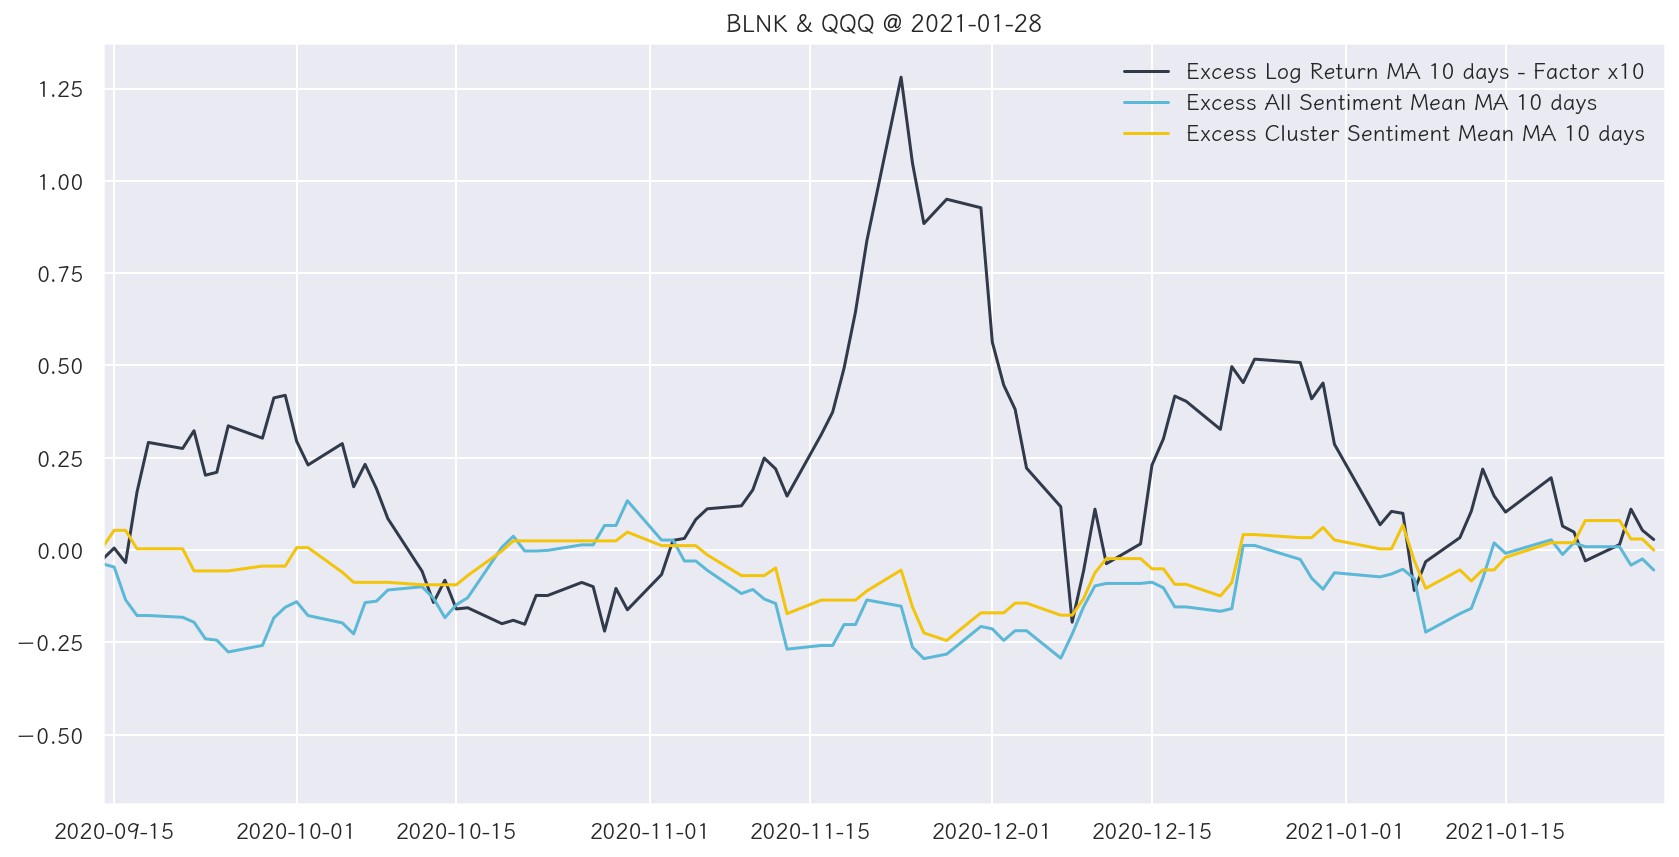 BLNK & QQQ @ 2021-01-28
Excess Log Return MA 10 days - Factor x10
Excess All Sentiment Mean MA 10 days
Excess Cluster Sentiment Mean MA 10 days
1.25
1.00
0.75
0.50
0.25
0.00
−0.25
−0.50
2020-09-15 2020-10-01 2020-10-15 2020-11-01 2020-11-15 2020-12-01 2020-12-15 2021-01-01 2021-01-15